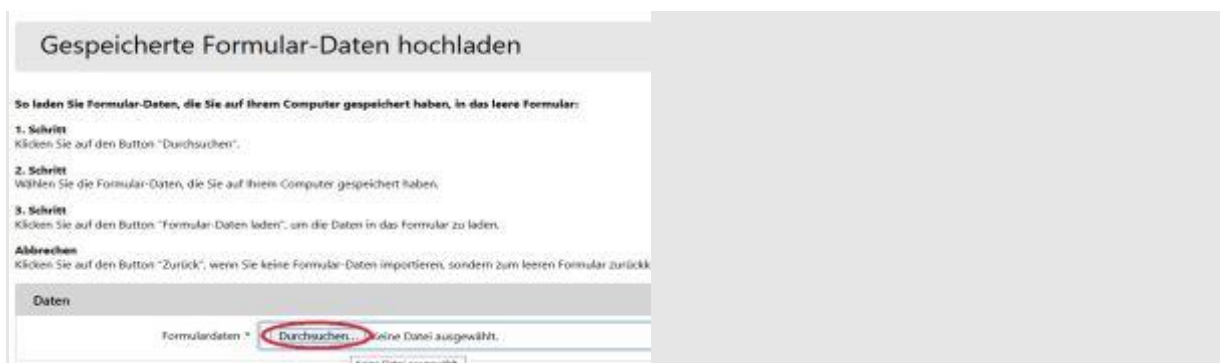 Gespeicherte Formular-Daten hochladen
So laden Sie Formular-Daten, die Sie auf Ihrem Computer gespeichert haben, in das leere Formular:
1. Schritt
Klicken Sie auf den Button "Durchsuchen".
2. Schritt
Wählen Sie die Formular-Daten, die Sie auf Ihrem Computer gespeichert haben.
3. Schritt
Klicken Sie auf den Button "Formular-Daten laden", um die Daten in das Formular zu laden.
Abbrechen
Klicken Sie auf den Button "Zurück", wenn Sie keine Formular-Daten importieren, sondern zum leeren Formular zurückk
Daten
Formulardaten * Durchsuchen... Keine Datei ausgewählt.